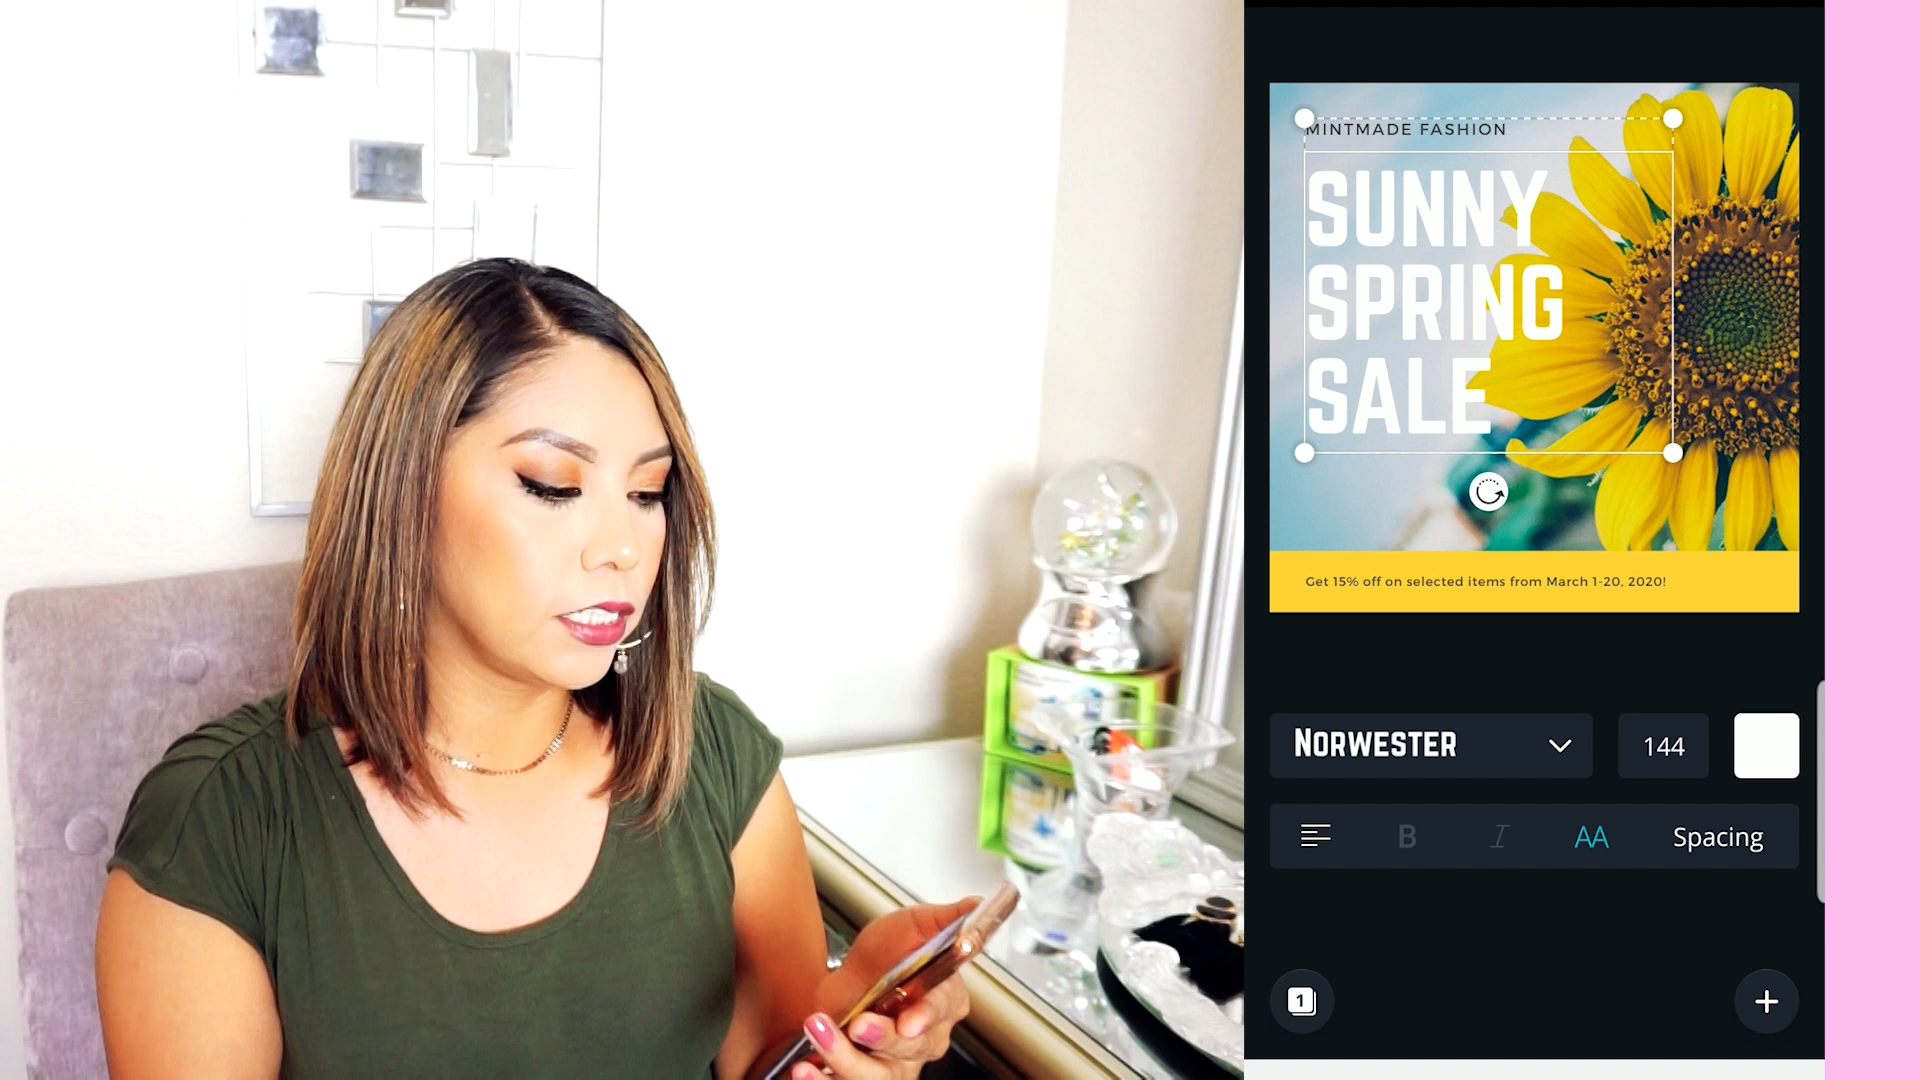 MINTMADE FASHION
SUNNY
SPRING
SALE
Get 15% off on selected items from March 1-20, 2020!
NORWESTER
144
B I AA Spacing
1